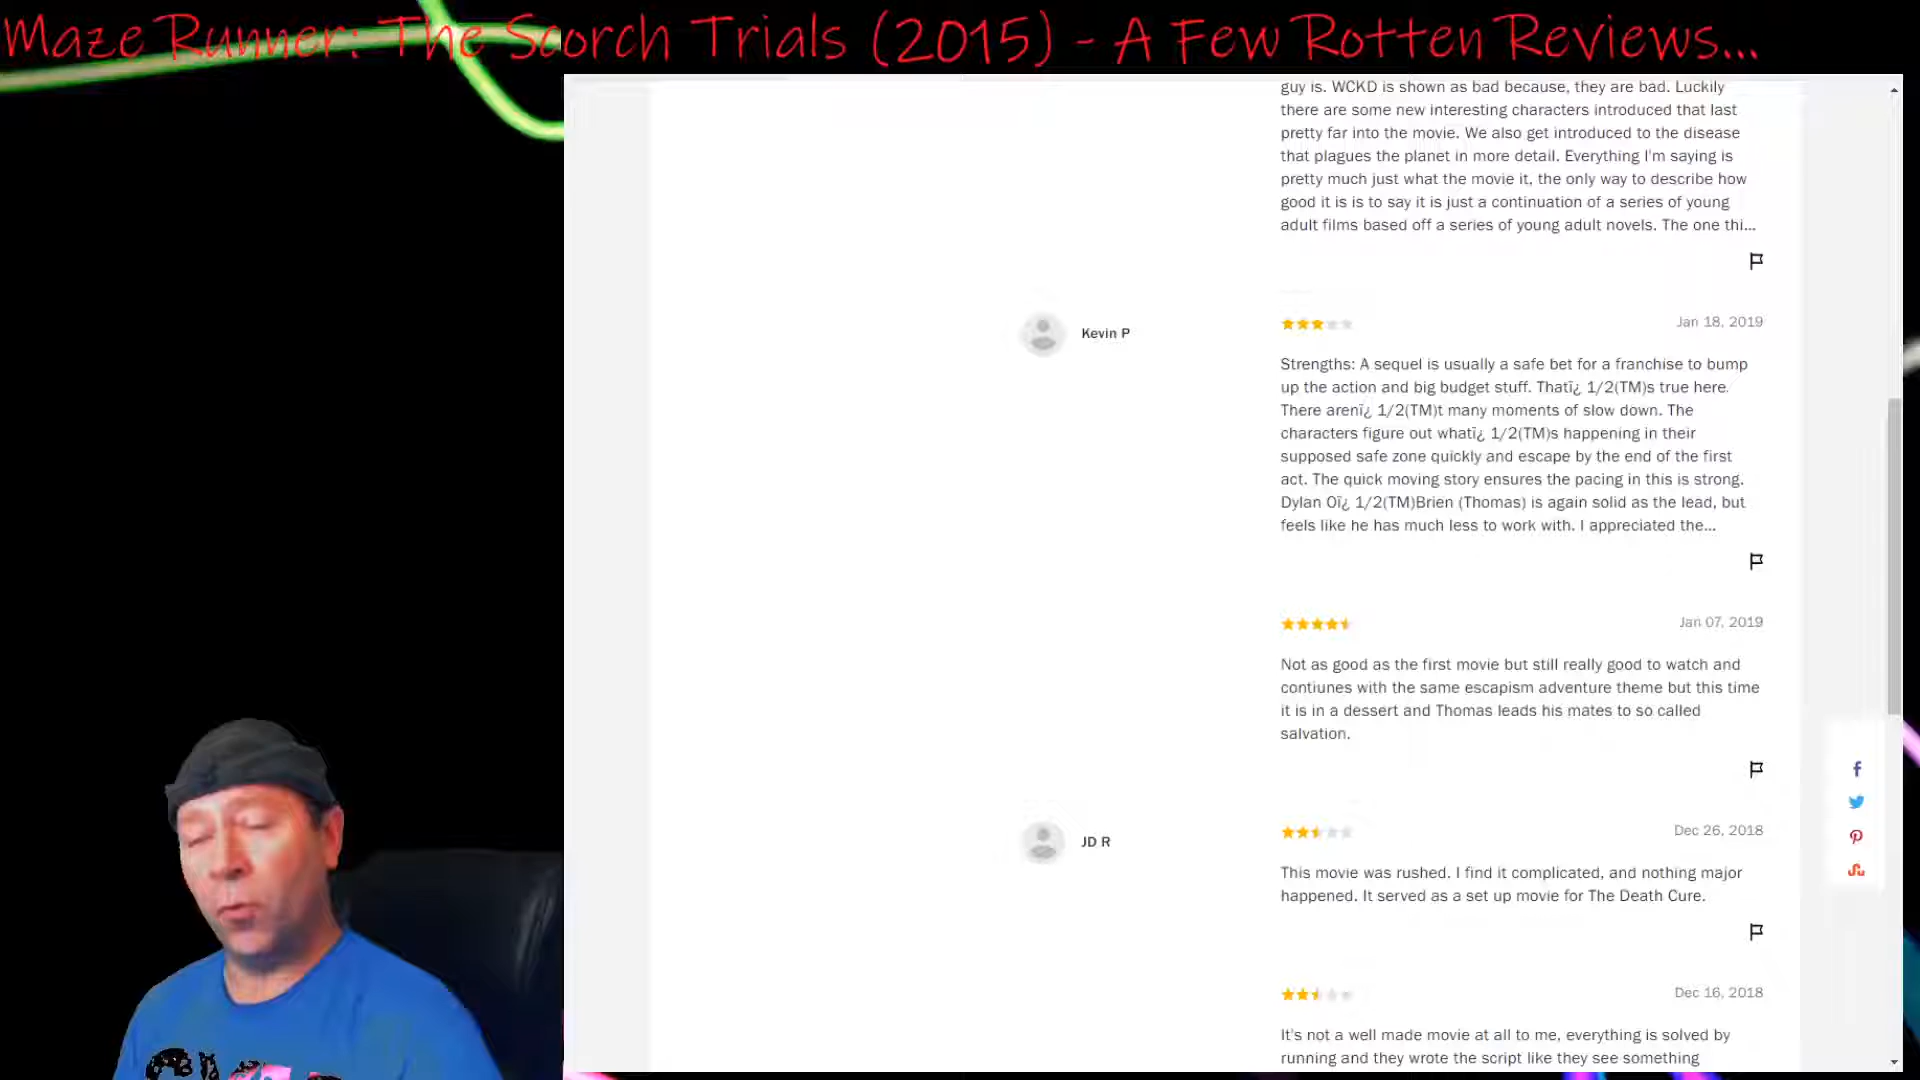 Maze Runner: The Scorch Trials (2015) - A Few Rotten Reviews...
guy is. WCKD is shown as bad because, they are bad. Luckily
there are some new interesting characters introduced that last
pretty far into the movie. We also get introduced to the disease
that plagues the planet in more detail. Everything I'm saying is
pretty much just what the movie it, the only way to describe how
good it is is to say it is just a continuation of a series of young
adult films based off a series of young adult novels. The one thi...
Kevin P
Jan 18, 2019
Strengths: A sequel is usually a safe bet for a franchise to bump
up the action and big budget stuff. Thatï¿ 1/2(TM)s true here.
There arenï¿ 1/2(TM)t many moments of slow down. The
characters figure out whatï¿ 1/2(TM)s happening in their
supposed safe zone quickly and escape by the end of the first
act. The quick moving story ensures the pacing in this is strong.
Dylan Oï¿ 1/2(TM)Brien (Thomas) is again solid as the lead, but
feels like he has much less to work with. I appreciated the...
Jan 07, 2019
Not as good as the first movie but still really good to watch and
contiunes with the same escapism adventure theme but this time
it is in a dessert and Thomas leads his mates to so called
salvation.
JD R
Dec 26, 2018
This movie was rushed. I find it complicated, and nothing major
happened. It served as a set up movie for The Death Cure.
Dec 16, 2018
It's not a well made movie at all to me, everything is solved by
running and they wrote the script like they see something